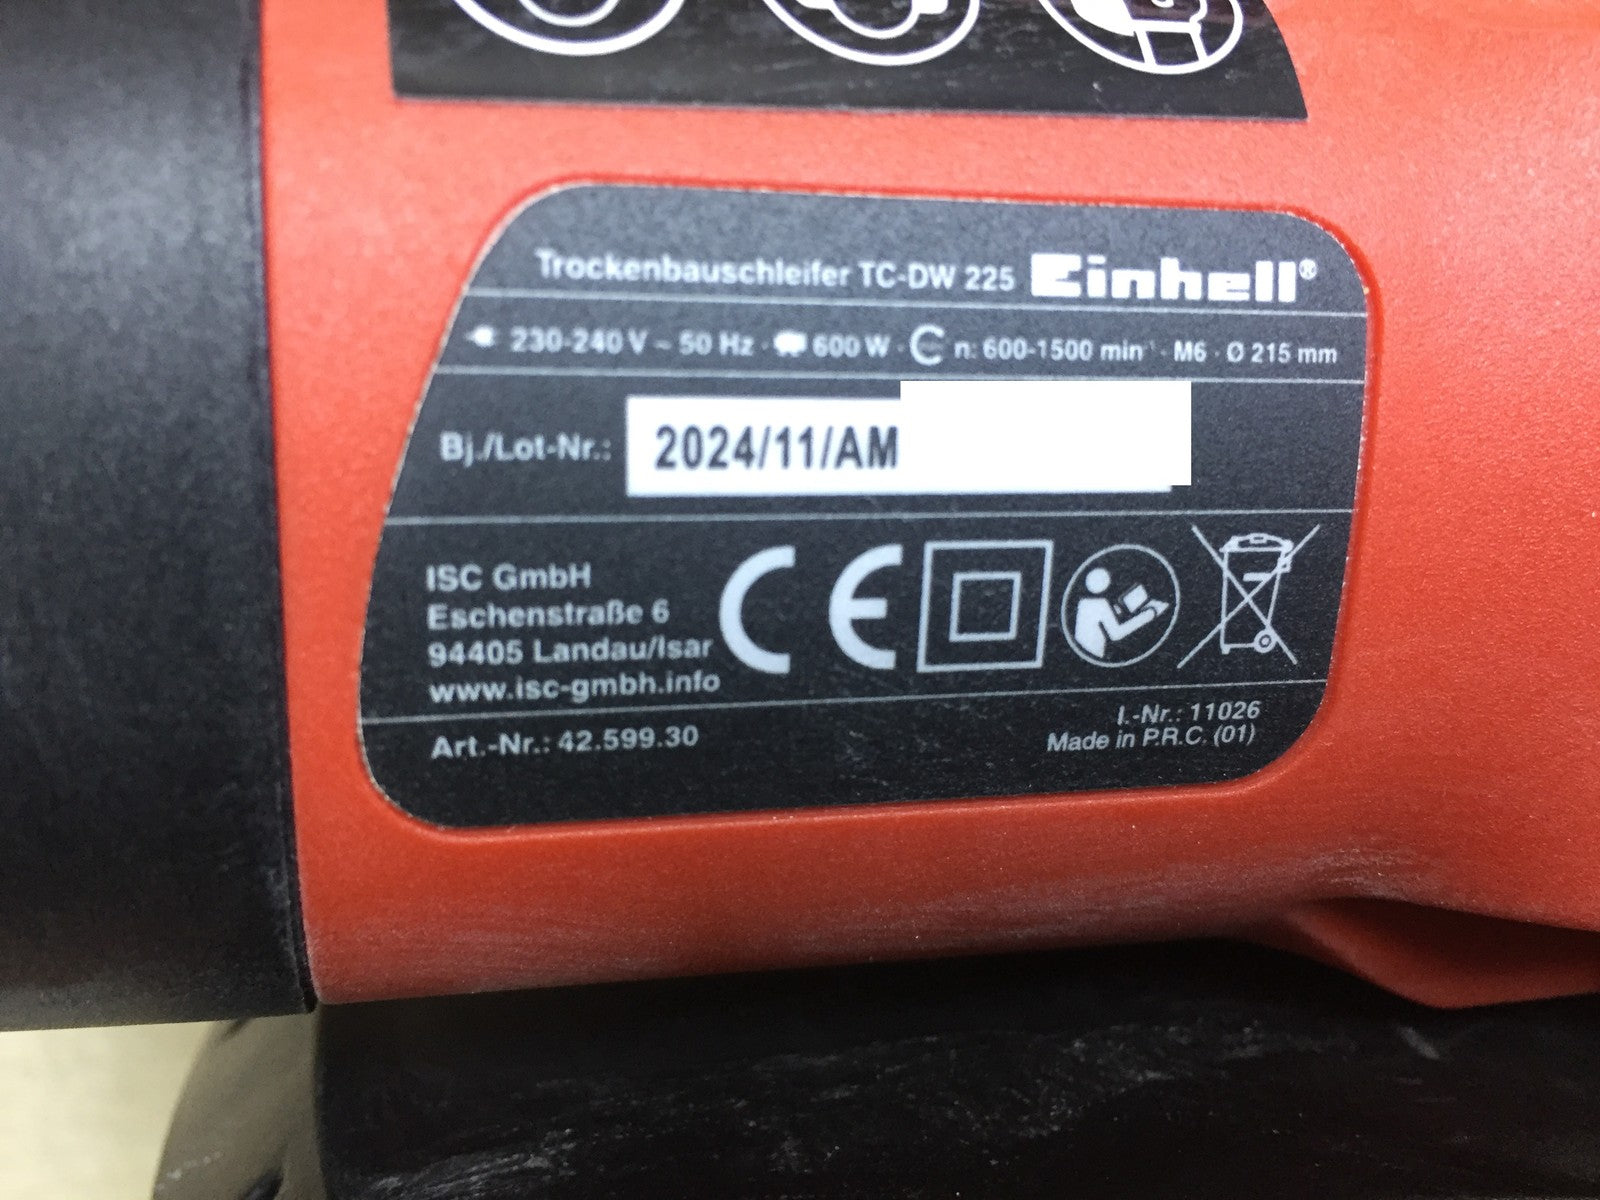 Trockenbauschleifer TC-DW 225 Einhell®
230-240 V ~ 50 Hz · 600 W · n: 600-1500 min⁻¹ · M6 · Ø 215 mm
Bj./Lot-Nr.: 2024/11/AM
ISC GmbH
Eschenstraße 6
94405 Landau/Isar
www.isc-gmbh.info
CE
Art.-Nr.: 42.599.30
I.-Nr.: 11026
Made in P.R.C. (01)